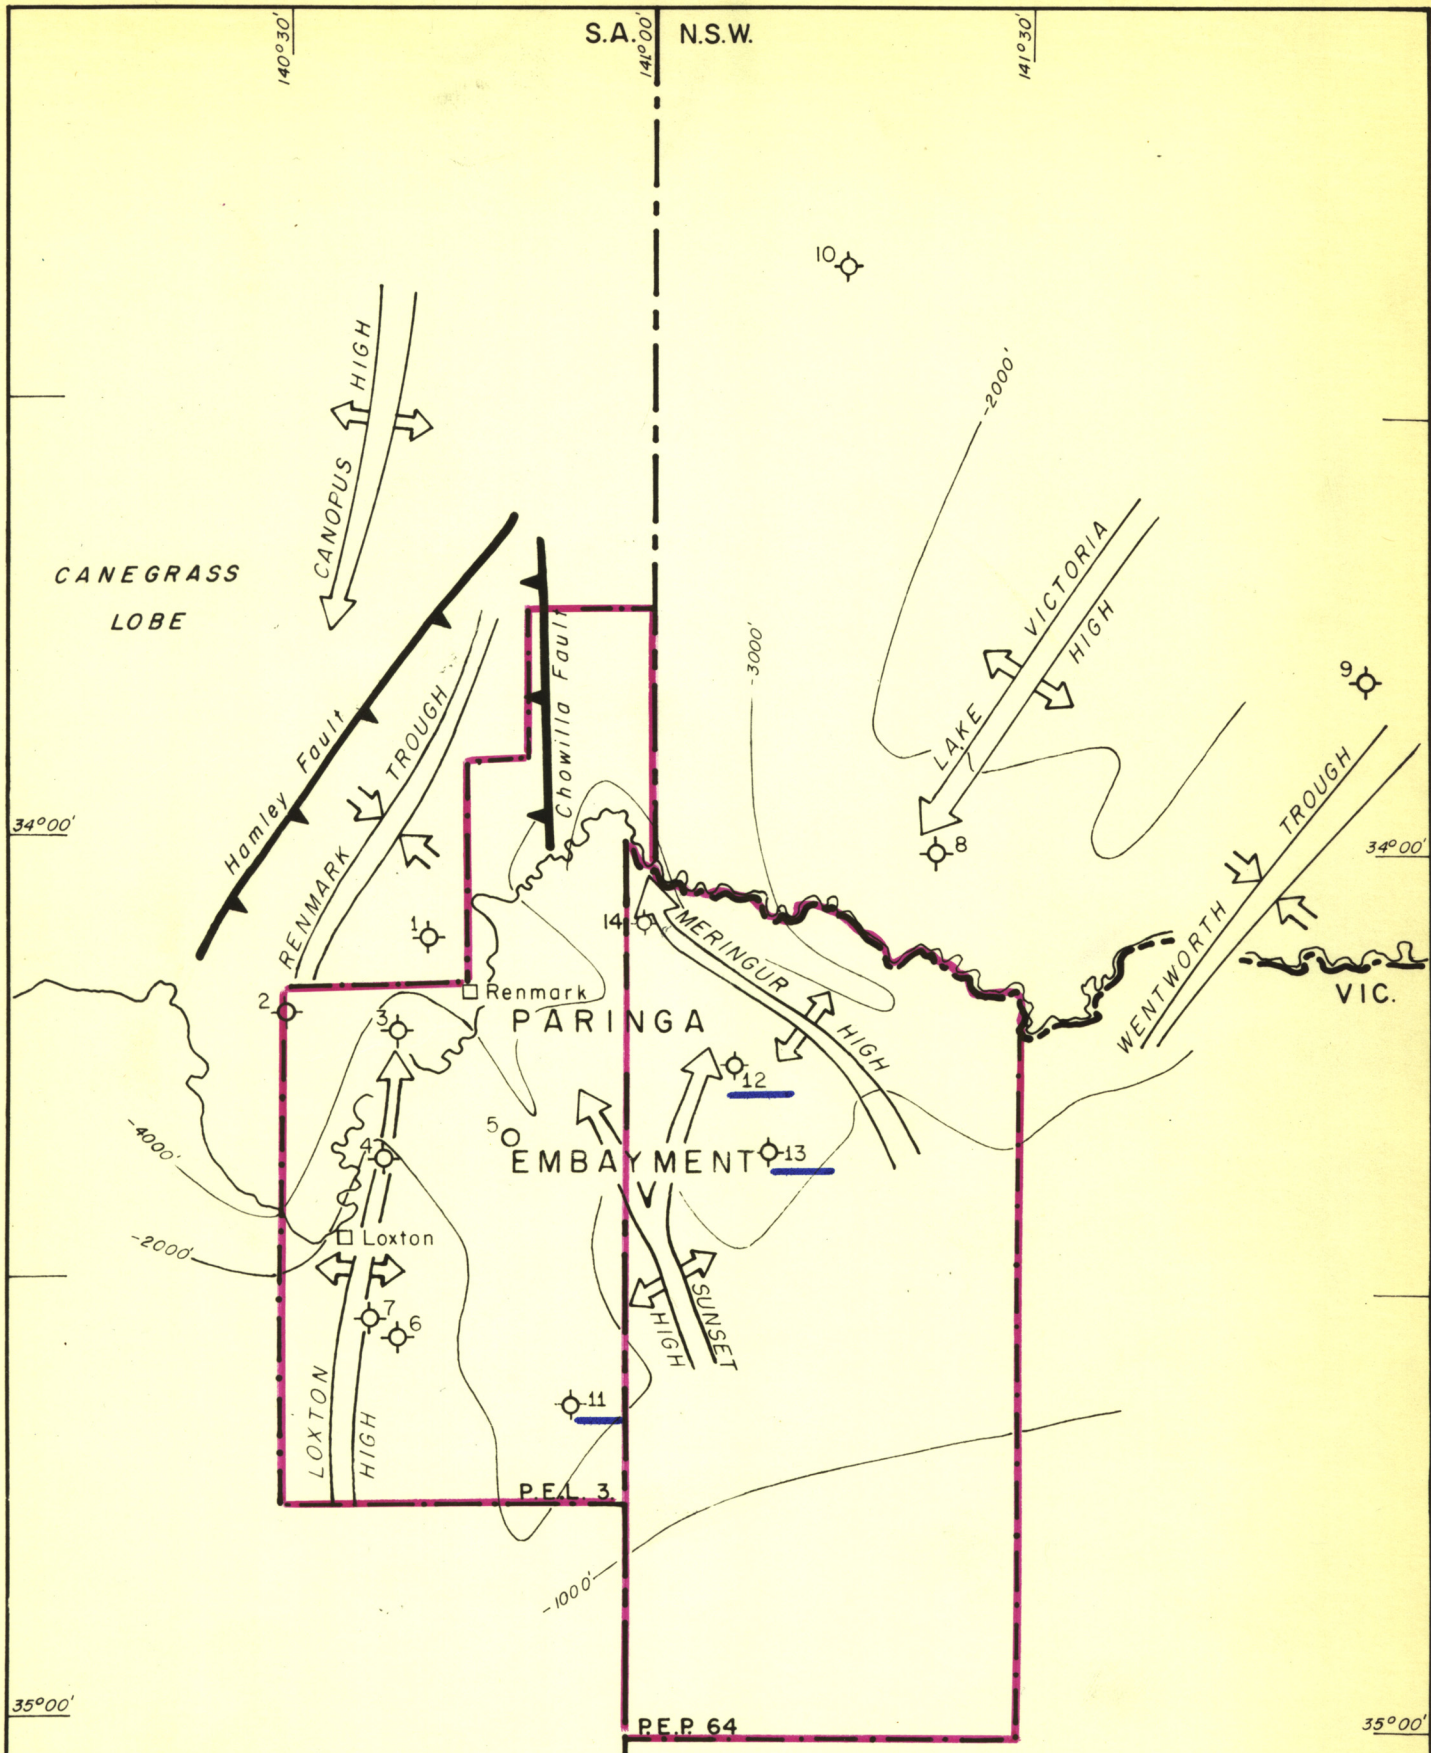 140°30'
S.A.
141°00'
N.S.W.
141°30'
10
CANOPUS HIGH
-2000'
CANEGRASS
LOBE
LAKE VICTORIA
HIGH
-3000'
9
Hamley Fault
Chowilla Fault
RENMARK TROUGH
34°00'
34°00'
8
WENTWORTH TROUGH
1
14
MERINGUR
HIGH
VIC.
2
Renmark
3
PARINGA
12
-4000'
4
5
EMBAYMENT
13
-2000'
Loxton
7
6
SUNSET
HIGH
11
LOXTON
HIGH
P.E.L. 3.
-1000'
35°00'
P.E.P. 64
35°00'